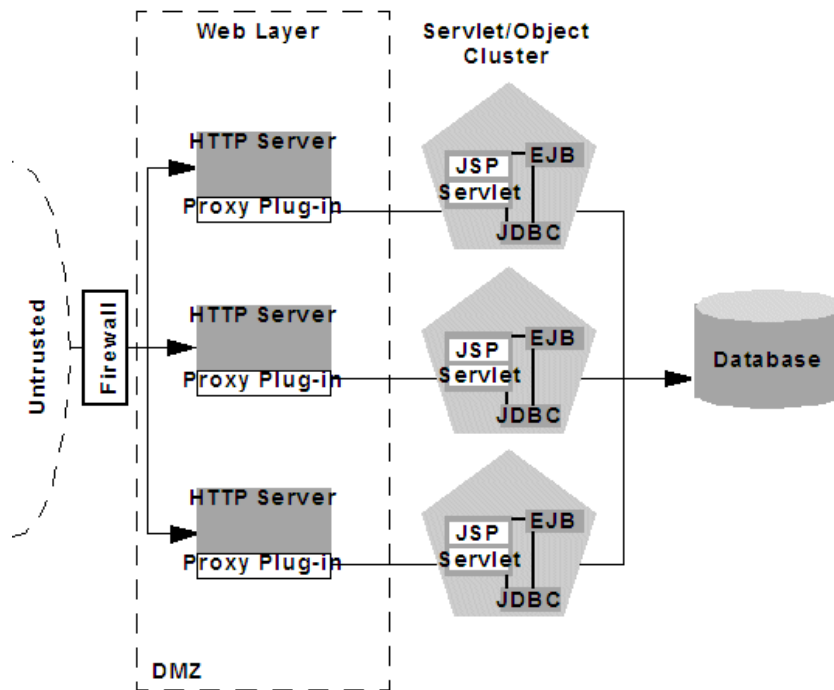 Web Layer
Servlet/Object
Cluster
Untrusted
Firewall
HTTP Server
Proxy Plug-in
JSP
Servlet
EJB
JDBC
HTTP Server
Proxy Plug-in
JSP
Servlet
EJB
JDBC
Database
HTTP Server
Proxy Plug-in
JSP
Servlet
EJB
JDBC
DMZ